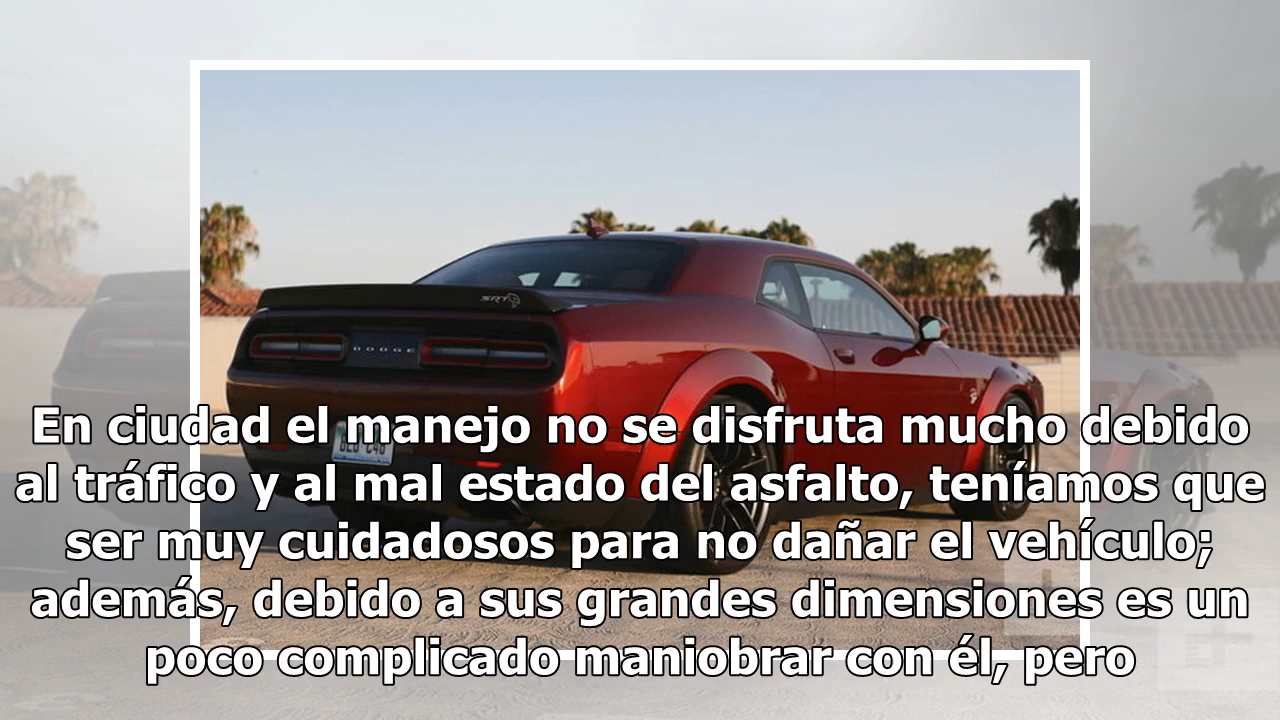 SRT
DODGE
En ciudad el manejo no se disfruta mucho debido
al tráfico y al mal estado del asfalto, teníamos que
ser muy cuidadosos para no dañar el vehículo;
además, debido a sus grandes dimensiones es un
poco complicado maniobrar con él, pero